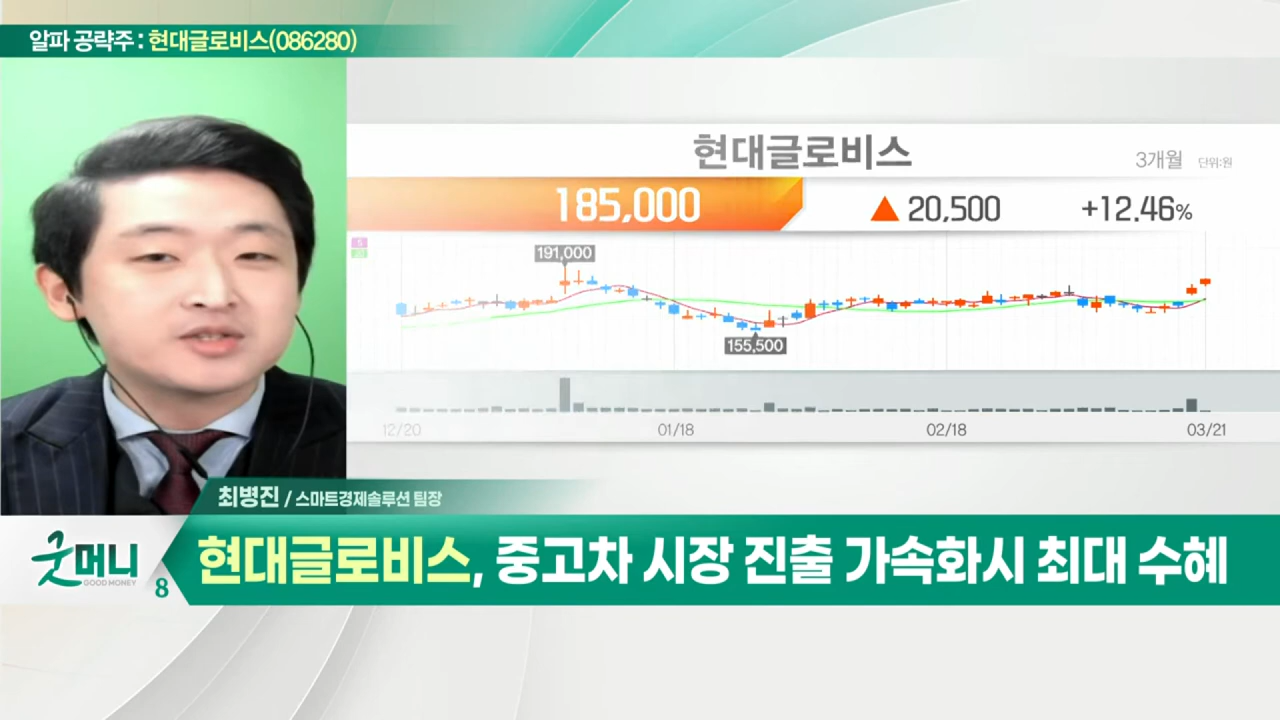 알파 공략주 : 현대글로비스(086280)
현대글로비스
3개월 단위:원
185,000 ▲ 20,500 +12.46%
5
20
191,000
155,500
12/20 01/18 02/18 03/21
최병진 / 스마트경제솔루션 팀장
굿머니
GOOD MONEY
8
현대글로비스, 중고차 시장 진출 가속화시 최대 수혜